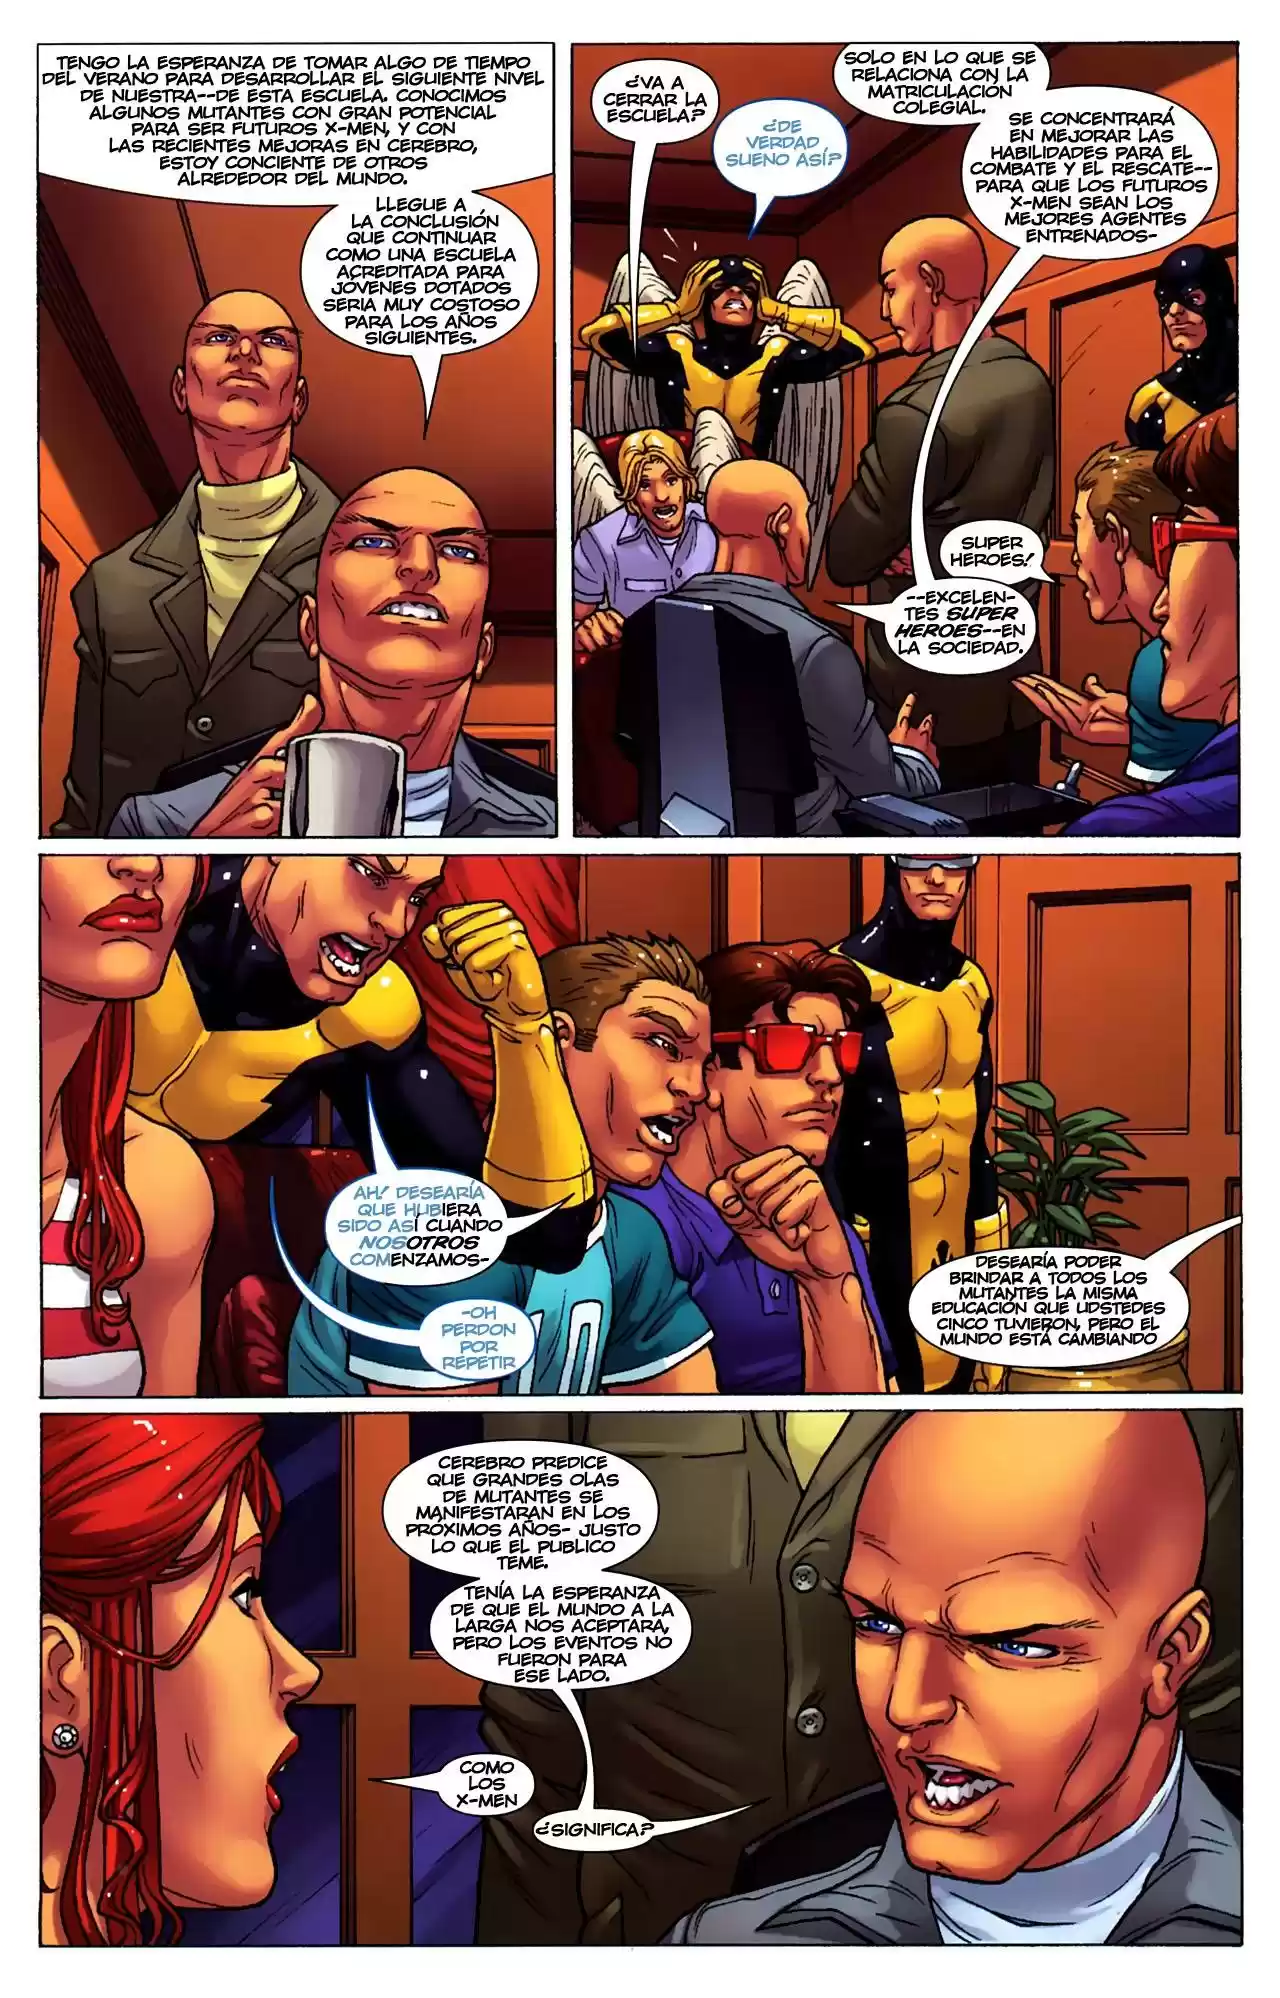 TENGO LA ESPERANZA DE TOMAR ALGO DE TIEMPO
DEL VERANO PARA DESARROLLAR EL SIGUIENTE NIVEL
DE NUESTRA--DE ESTA ESCUELA. CONOCIMOS
ALGUNOS MUTANTES CON GRAN POTENCIAL
PARA SER FUTUROS X-MEN, Y CON
LAS RECIENTES MEJORAS EN CEREBRO,
ESTOY CONCIENTE DE OTROS
ALREDEDOR DEL MUNDO.
LLEGUE A
LA CONCLUSIÓN
QUE CONTINUAR
COMO UNA ESCUELA
ACREDITADA PARA
JÓVENES DOTADOS
SERIA MUY COSTOSO
PARA LOS AÑOS
SIGUIENTES.
¿VA A
CERRAR LA
ESCUELA?
¿DE
VERDAD
SUENO ASÍ?
SOLO EN LO QUE SE
RELACIONA CON LA
MATRICULACIÓN
COLEGIAL.
SE CONCENTRARÁ
EN MEJORAR LAS
HABILIDADES PARA EL
COMBATE Y EL RESCATE--
PARA QUE LOS FUTUROS
X-MEN SEAN LOS
MEJORES AGENTES
ENTRENADOS-
SUPER
HEROES!
--EXCELEN-
TES SUPER
HEROES--EN
LA SOCIEDAD.
AH! DESEARÍA
QUE HUBIERA
SIDO ASÍ CUANDO
NOSOTROS
COMENZAMOS-
-OH
PERDON
POR
REPETIR
10
DESEARÍA PODER
BRINDAR A TODOS LOS
MUTANTES LA MISMA
EDUCACIÓN QUE UDSTEDES
CINCO TUVIERON, PERO EL
MUNDO ESTÁ CAMBIANDO
CEREBRO PREDICE
QUE GRANDES OLAS
DE MUTANTES SE
MANIFESTARAN EN LOS
PRÓXIMOS AÑOS- JUSTO
LO QUE EL PUBLICO
TEME.
TENÍA LA ESPERANZA
DE QUE EL MUNDO A LA
LARGA NOS ACEPTARA,
PERO LOS EVENTOS NO
FUERON PARA
ESE LADO.
COMO
LOS
X-MEN
¿SIGNIFICA?